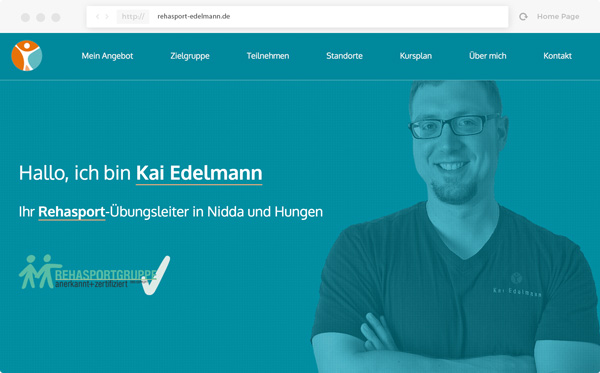 http://
rehasport-edelmann.de
Home Page
Mein Angebot
Zielgruppe
Teilnehmen
Standorte
Kursplan
Über mich
Kontakt
Hallo, ich bin Kai Edelmann
Ihr Rehasport-Übungsleiter in Nidda und Hungen
REHASPORTGRUPPE
anerkannt+zertifiziert
Kai Edelmann